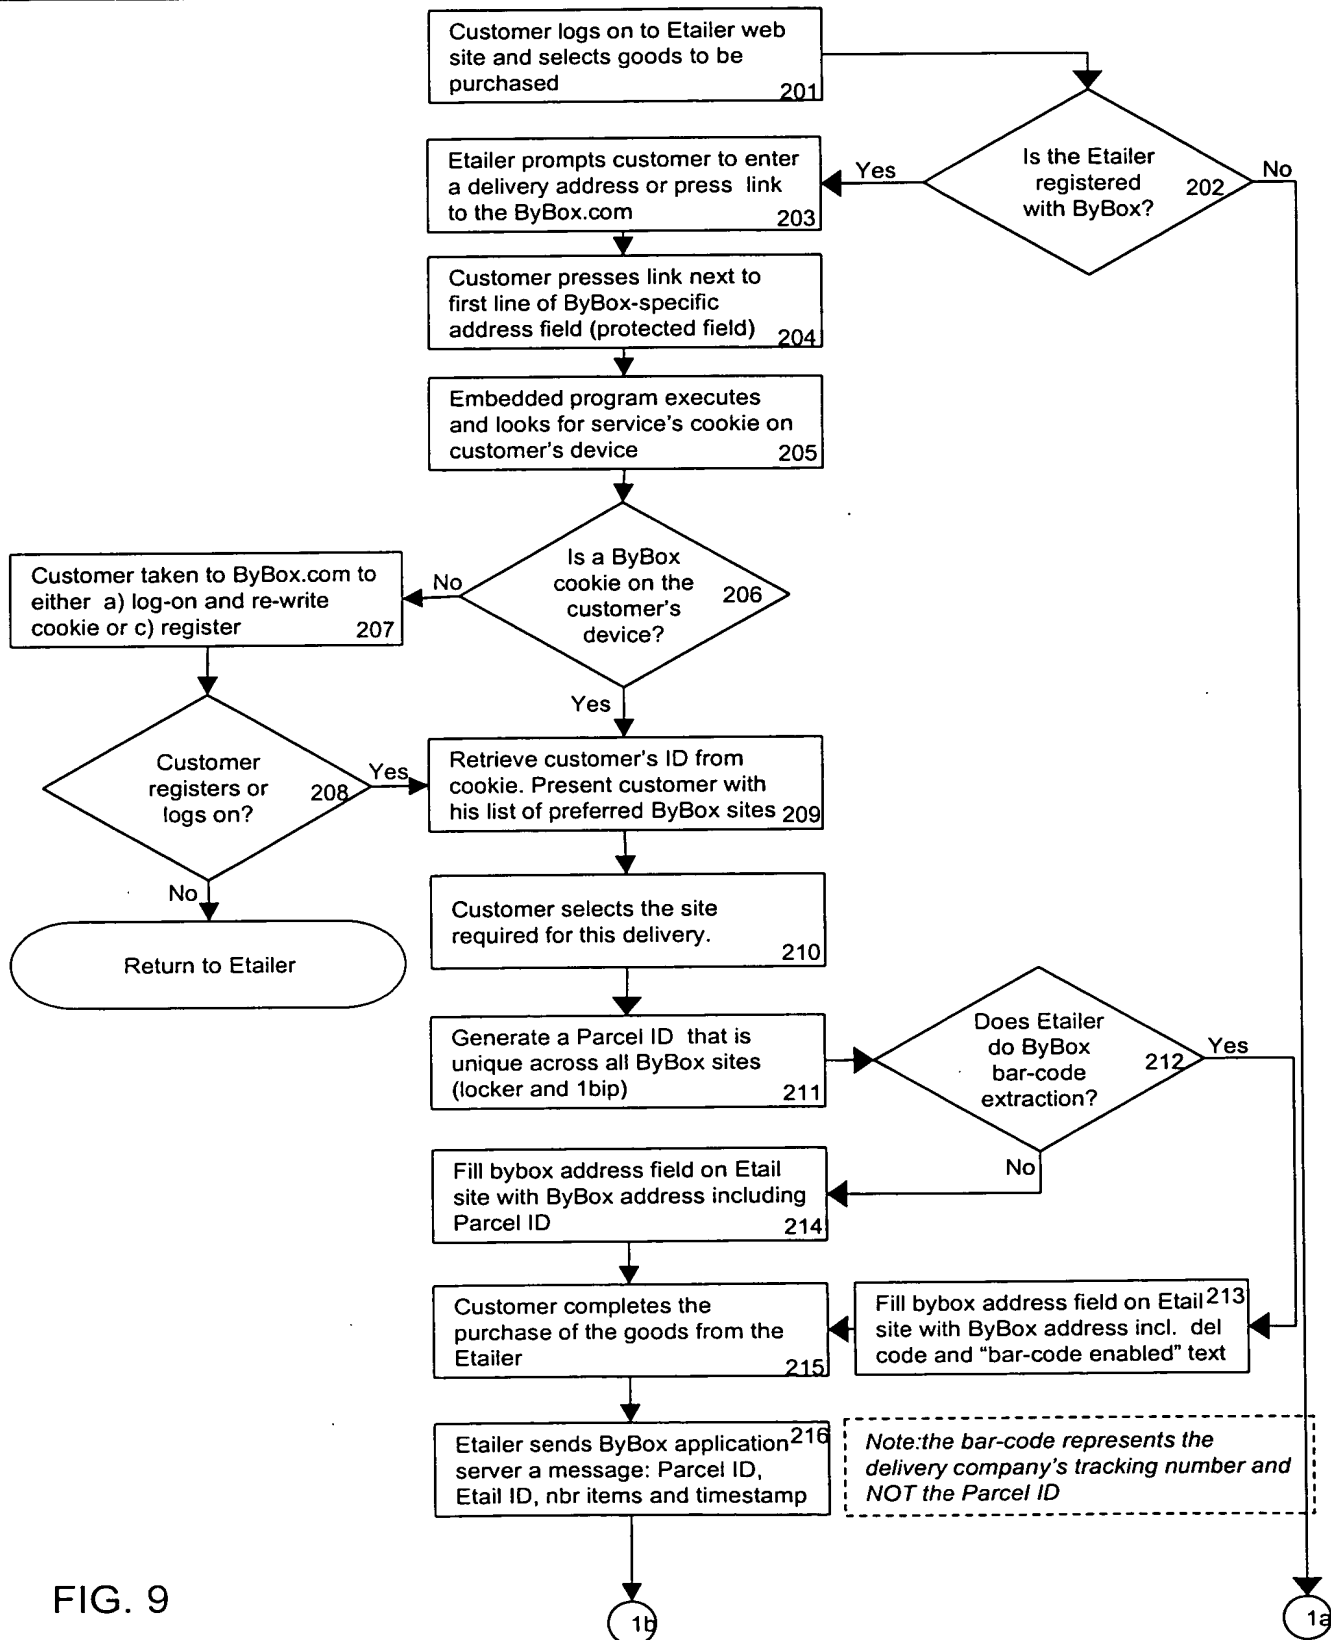 Customer logs on to Etailer web
site and selects goods to be
purchased
201
Is the Etailer
registered
with ByBox?
202
Yes
No
Etailer prompts customer to enter
a delivery address or press link
to the ByBox.com
203
Customer presses link next to
first line of ByBox-specific
address field (protected field)
204
Embedded program executes
and looks for service's cookie on
customer's device
205
Is a ByBox
cookie on the
customer's
device?
206
No
Yes
Customer taken to ByBox.com to
either a) log-on and re-write
cookie or c) register
207
Customer
registers or
logs on?
208
Yes
No
Return to Etailer
Retrieve customer's ID from
cookie. Present customer with
his list of preferred ByBox sites
209
Customer selects the site
required for this delivery.
210
Generate a Parcel ID that is
unique across all ByBox sites
(locker and 1bip)
211
Does Etailer
do ByBox
bar-code
extraction?
212
Yes
No
Fill bybox address field on Etail
site with ByBox address including
Parcel ID
214
Fill bybox address field on Etail
site with ByBox address incl. del
code and "bar-code enabled" text
213
Customer completes the
purchase of the goods from the
Etailer
215
Etailer sends ByBox application
server a message: Parcel ID,
Etail ID, nbr items and timestamp
216
Note:the bar-code represents the
delivery company's tracking number and
NOT the Parcel ID
1b
1a
FIG. 9